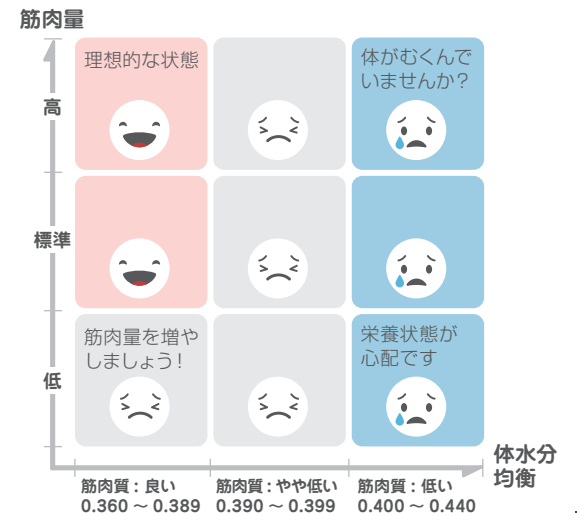 筋肉量
高
理想的な状態
体がむくんで
いませんか？
標準
低
筋肉量を増や
しましょう！
栄養状態が
心配です
体水分
均衡
筋肉質：良い
0.360 ～ 0.389
筋肉質：やや低い
0.390 ～ 0.399
筋肉質：低い
0.400 ～ 0.440